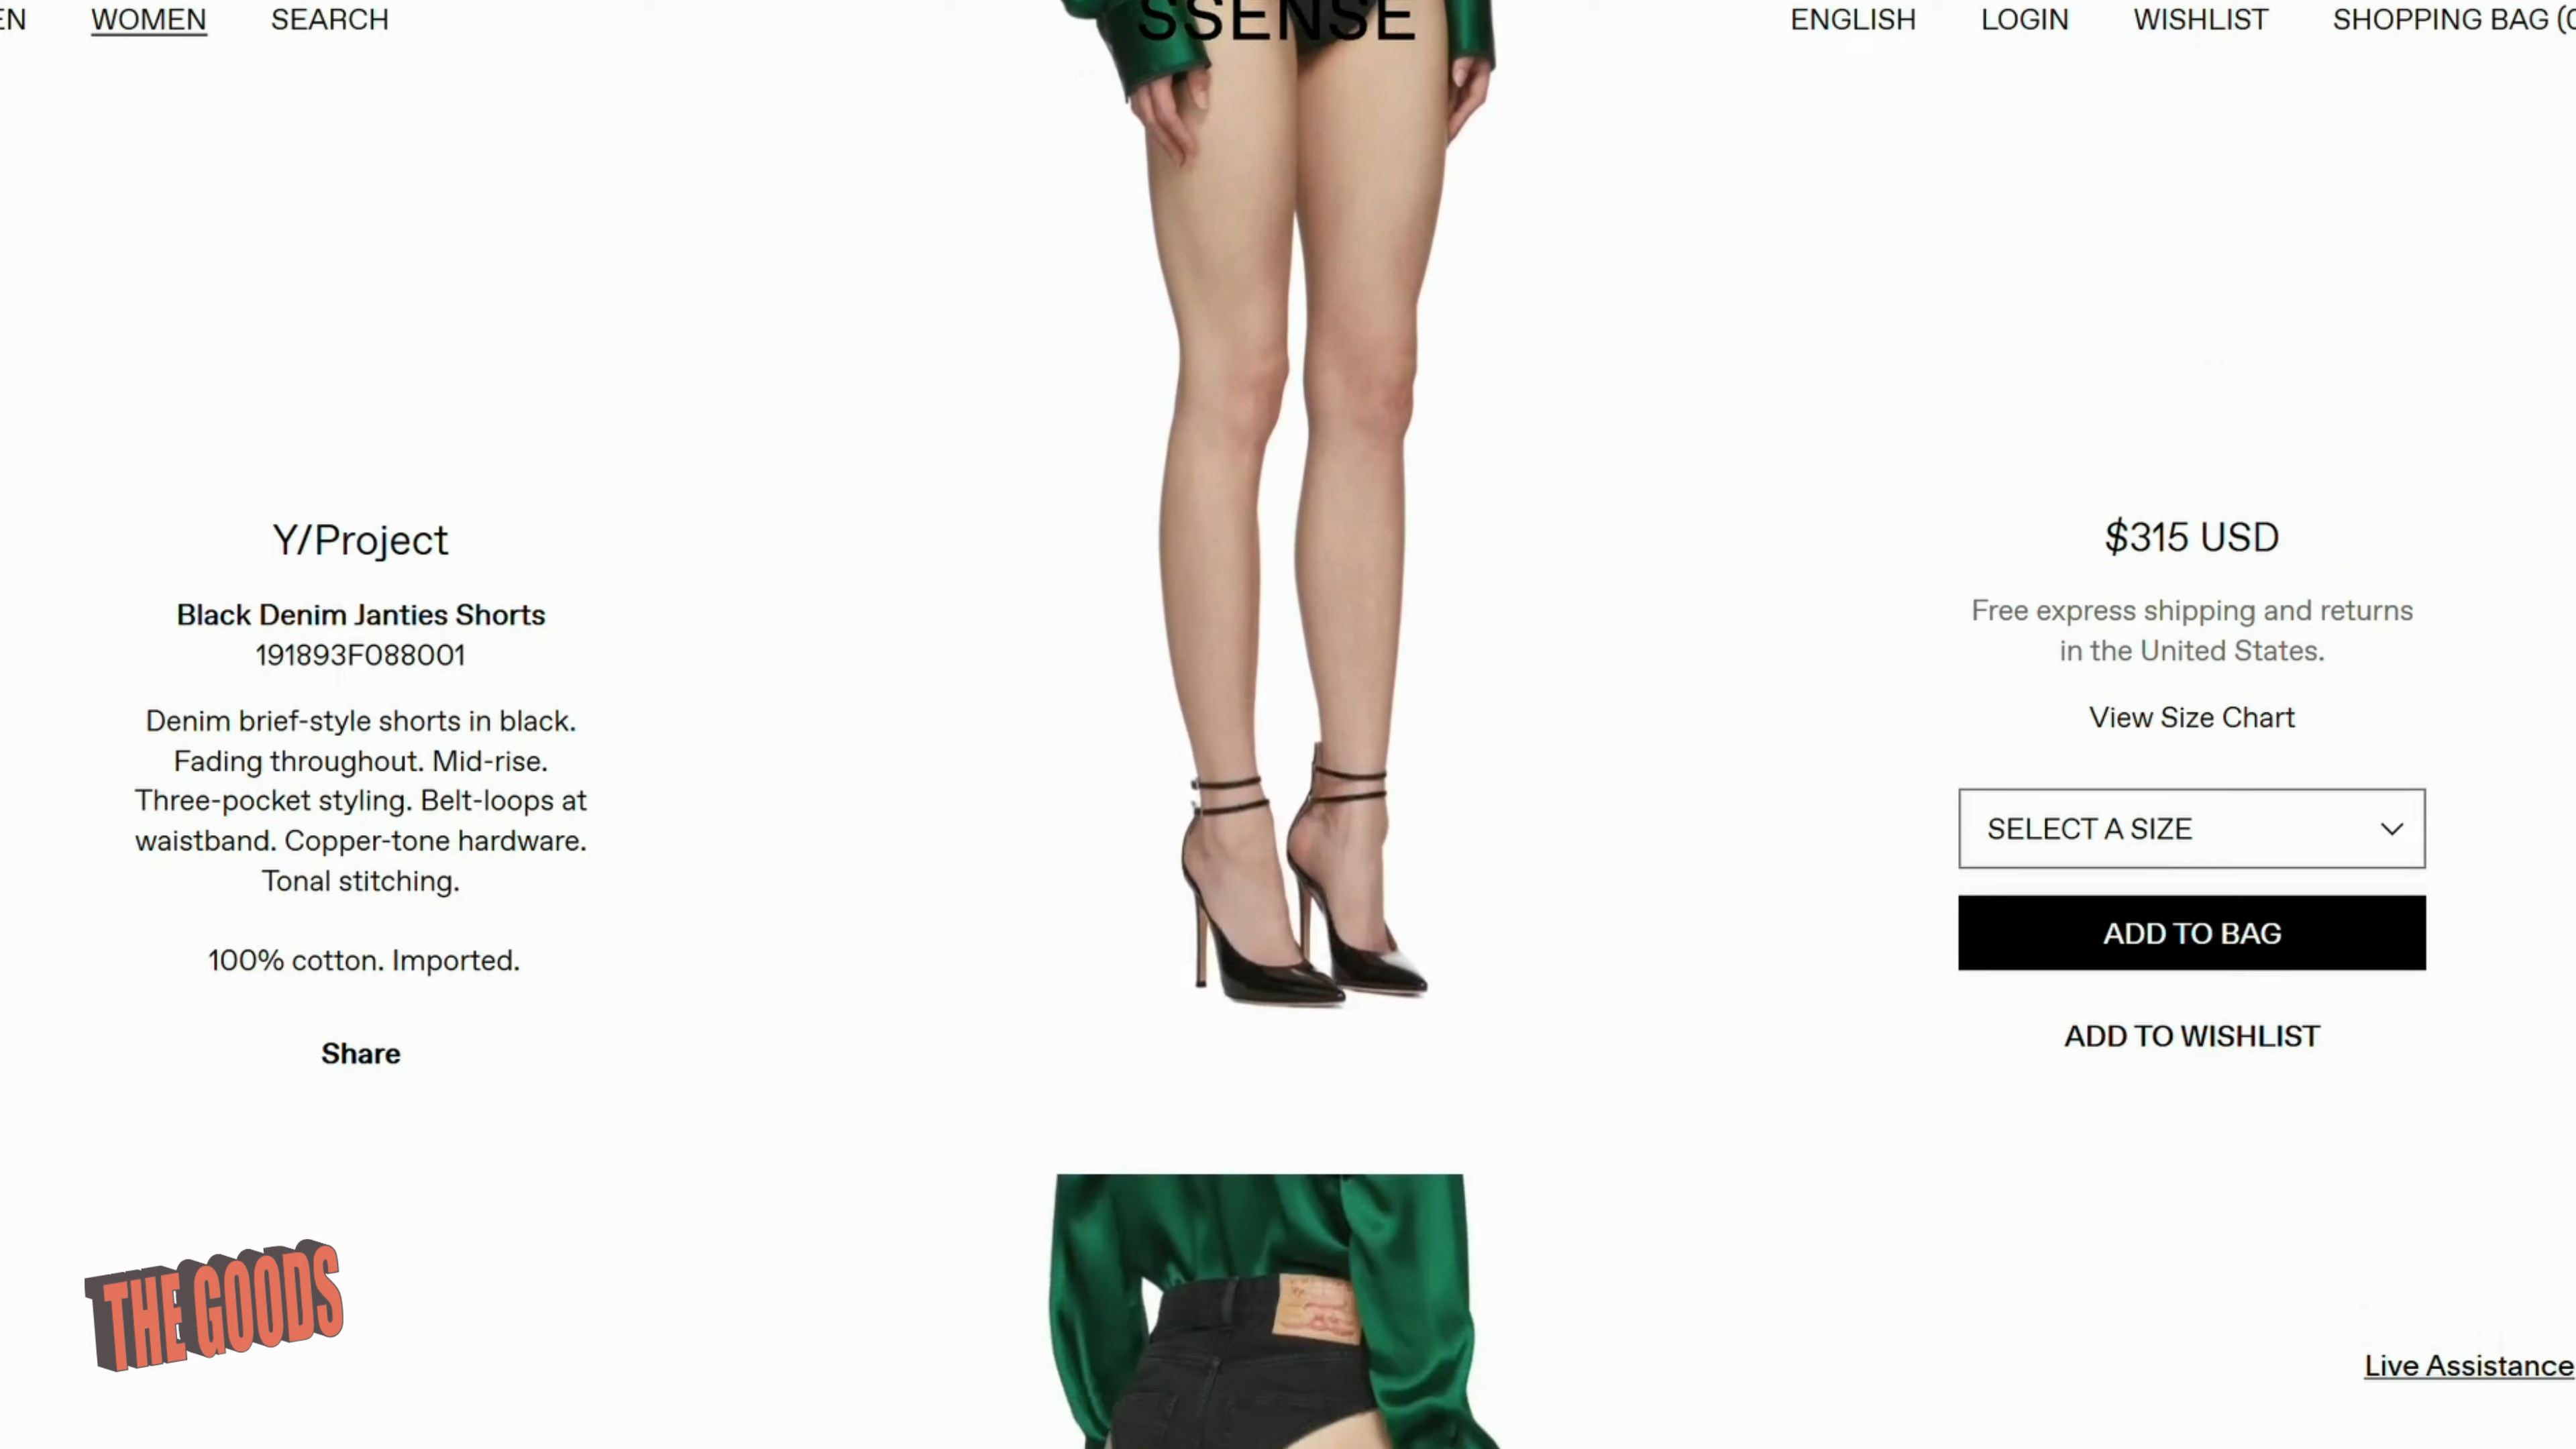 WOMEN
SEARCH
SSENSE
ENGLISH
LOGIN
WISHLIST
SHOPPING BAG
Y/Project
Black Denim Janties Shorts
191893F088001
Denim brief-style shorts in black.
Fading throughout. Mid-rise.
Three-pocket styling. Belt-loops at
waistband. Copper-tone hardware.
Tonal stitching.
100% cotton. Imported.
Share
$315 USD
Free express shipping and returns
in the United States.
View Size Chart
SELECT A SIZE
ADD TO BAG
ADD TO WISHLIST
THE GOODS
Live Assistance